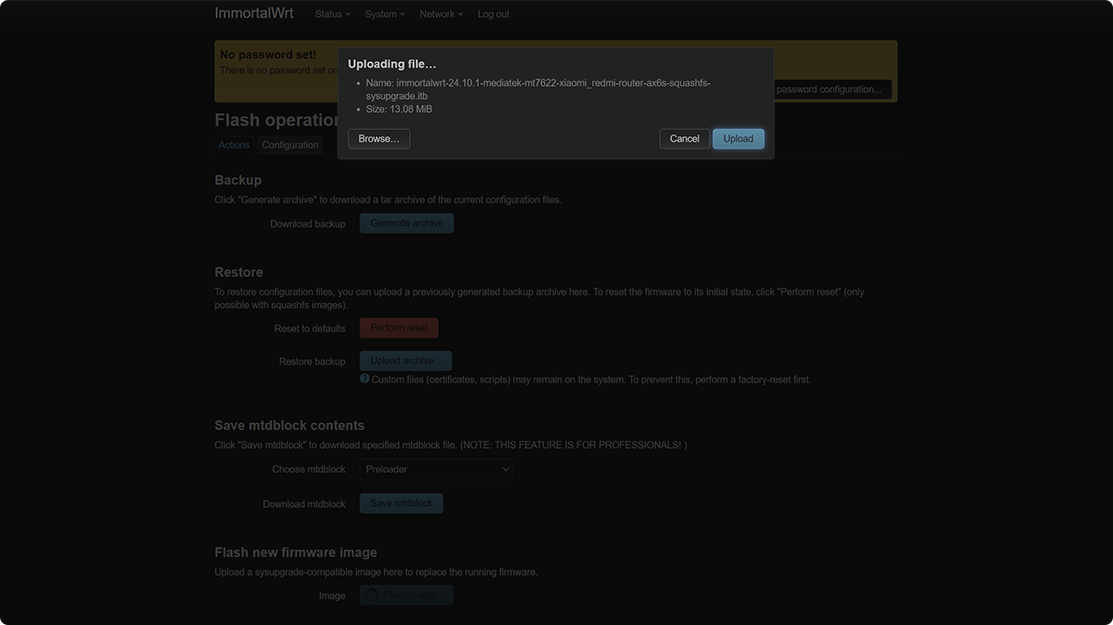 ImmortalWrt Status System Network Log out
No password set!
There is no password set on
password configuration...
Uploading file…
Name: immortalwrt-24.10.1-mediatek-mt7622-xiaomi_redmi-router-ax6s-squashfs-
sysupgrade.itb
Size: 13.08 MiB
Browse… Cancel Upload
Flash operation
Actions Configuration
Backup
Click "Generate archive" to download a tar archive of the current configuration files.
Download backup Generate archive
Restore
To restore configuration files, you can upload a previously generated backup archive here. To reset the firmware to its initial state, click "Perform reset" (only
possible with squashfs images).
Reset to defaults Perform reset
Restore backup Upload archive...
Custom files (certificates, scripts) may remain on the system. To prevent this, perform a factory-reset first.
Save mtdblock contents
Click "Save mtdblock" to download specified mtdblock file. (NOTE: THIS FEATURE IS FOR PROFESSIONALS! )
Choose mtdblock Preloader
Download mtdblock Save mtdblock
Flash new firmware image
Upload a sysupgrade-compatible image here to replace the running firmware.
Image Flash image...